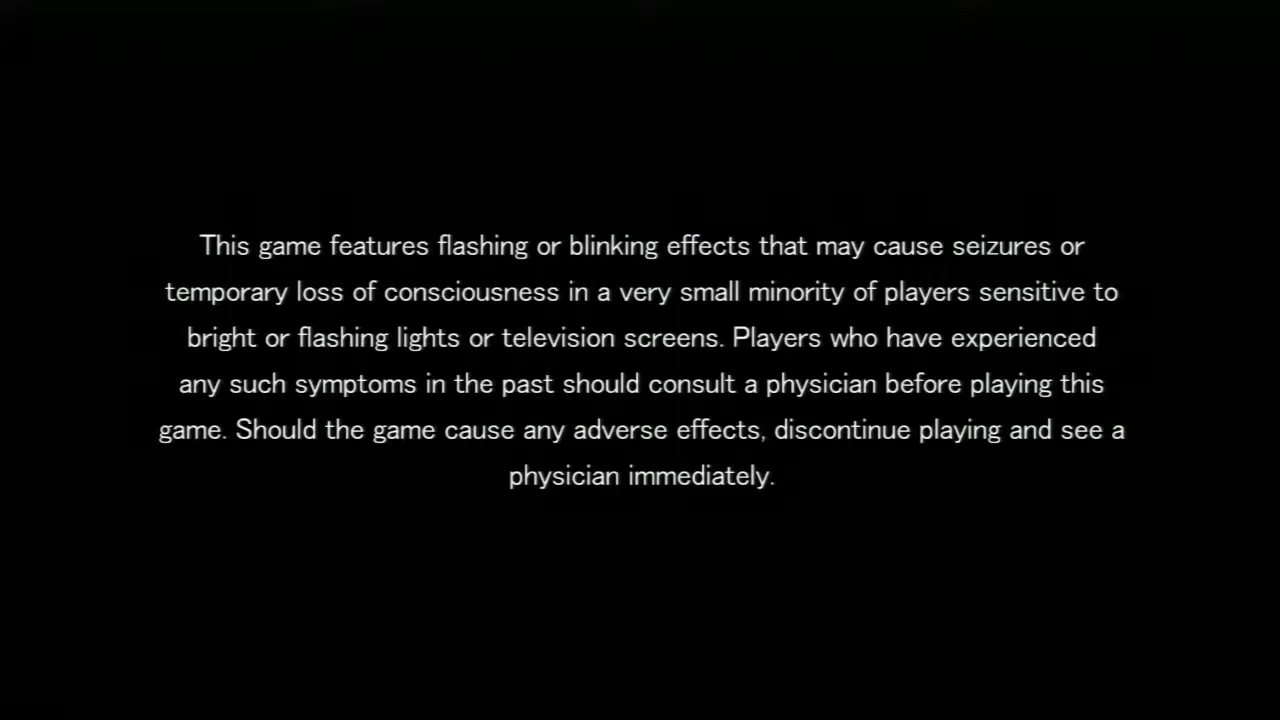 This game features flashing or blinking effects that may cause seizures or
temporary loss of consciousness in a very small minority of players sensitive to
bright or flashing lights or television screens. Players who have experienced
any such symptoms in the past should consult a physician before playing this
game. Should the game cause any adverse effects, discontinue playing and see a
physician immediately.